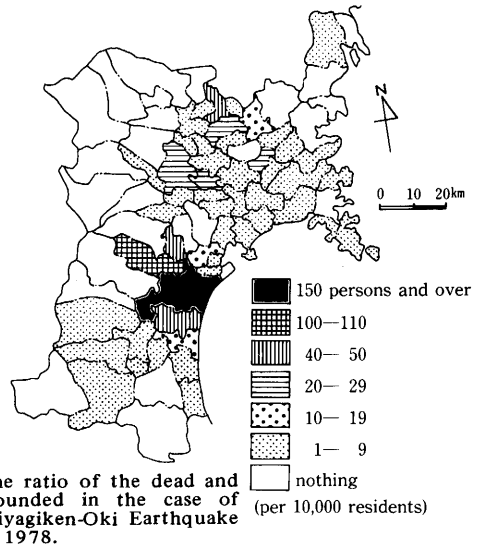 N
0 10 20km
150 persons and over
100—110
40— 50
20— 29
10— 19
1— 9
nothing
(per 10,000 residents)
he ratio of the dead and
ounded in the case of
iyagiken-Oki Earthquake
1978.